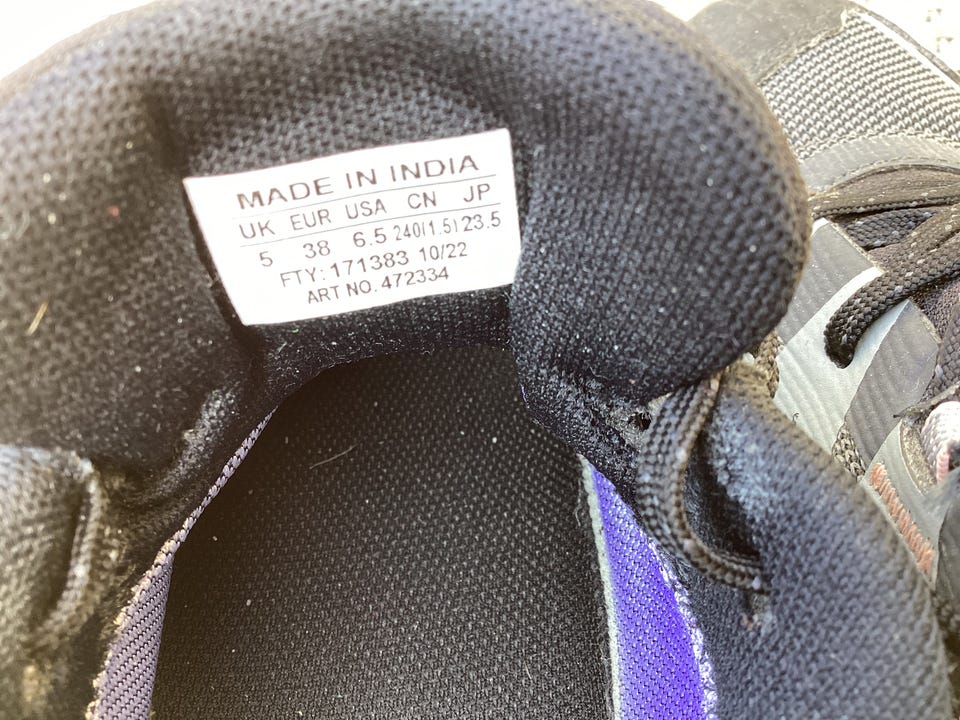 MADE IN INDIA
UK EUR USA CN JP
5 38 6.5 240(1.5) 23.5
FTY: 171383 10/22
ART NO. 472334